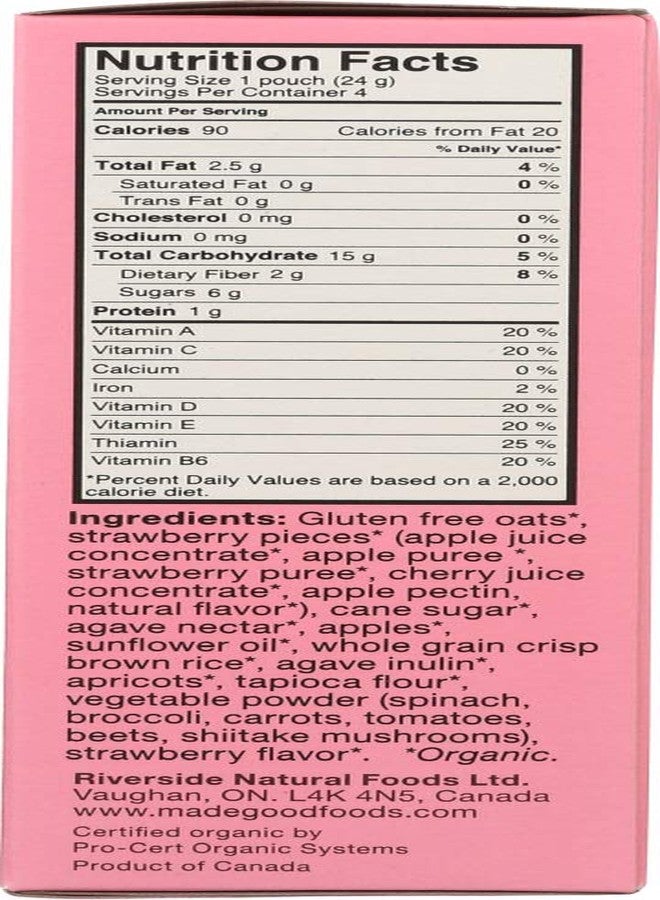 Nutrition Facts
Serving Size 1 pouch (24 g)
Servings Per Container 4
Amount Per Serving
Calories 90 Calories from Fat 20
% Daily Value*
Total Fat 2.5 g 4 %
Saturated Fat 0 g 0 %
Trans Fat 0 g
Cholesterol 0 mg 0 %
Sodium 0 mg 0 %
Total Carbohydrate 15 g 5 %
Dietary Fiber 2 g 8 %
Sugars 6 g
Protein 1 g
Vitamin A 20 %
Vitamin C 20 %
Calcium 0 %
Iron 2 %
Vitamin D 20 %
Vitamin E 20 %
Thiamin 25 %
Vitamin B6 20 %
*Percent Daily Values are based on a 2,000
calorie diet.
Ingredients: Gluten free oats*,
strawberry pieces* (apple juice
concentrate*, apple puree *,
strawberry puree*, cherry juice
concentrate*, apple pectin,
natural flavor*), cane sugar*,
agave nectar*, apples*,
sunflower oil*, whole grain crisp
brown rice*, agave inulin*,
apricots*, tapioca flour*,
vegetable powder (spinach,
broccoli, carrots, tomatoes,
beets, shiitake mushrooms),
strawberry flavor*. *Organic.
Riverside Natural Foods Ltd.
Vaughan, ON. L4K 4N5, Canada
www.madegoodfoods.com
Certified organic by
Pro-Cert Organic Systems
Product of Canada